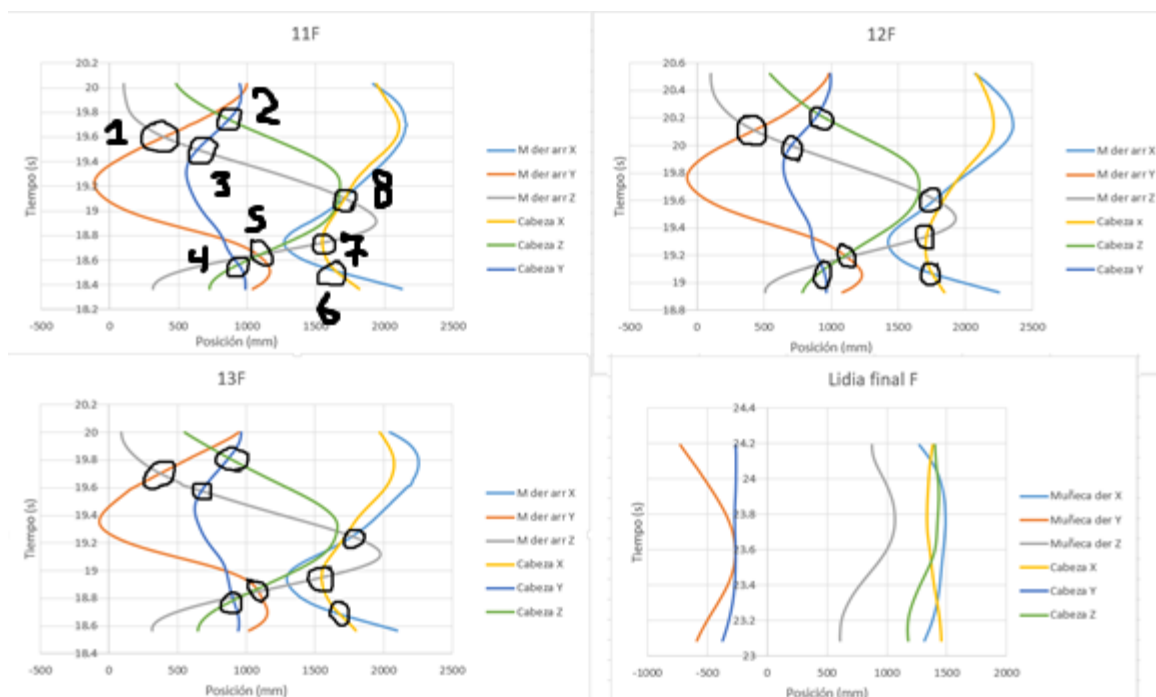 11F
20.2
20
19.8
19.6
19.4
19.2
19
18.8
18.6
18.4
18.2
-500 0 500 1000 1500 2000 2500
Tiempo (s)
Posición (mm)
1
2
3
4
5
6
7
8
M der arr X
M der arr Y
M der arr Z
Cabeza X
Cabeza Z
Cabeza Y
12F
20.6
20.4
20.2
20
19.8
19.6
19.4
19.2
19
18.8
-500 0 500 1000 1500 2000 2500
Tiempo (s)
Posición (mm)
M der arr X
M der arr Y
M der arr Z
Cabeza x
Cabeza Z
Cabeza Y
13F
20.2
20
19.8
19.6
19.4
19.2
19
18.8
18.6
18.4
-500 0 500 1000 1500 2000 2500
Tiempo (s)
Posición (mm)
M der arr X
M der arr Y
M der arr Z
Cabeza X
Cabeza Y
Cabeza Z
Lidia final F
24.4
24.2
24
23.8
23.6
23.4
23.2
23
-1000 -500 0 500 1000 1500 2000
Tiempo (s)
Posición (mm)
Muñeca der X
Muñeca der Y
Muñeca der Z
Cabeza X
Cabeza Y
Cabeza Z